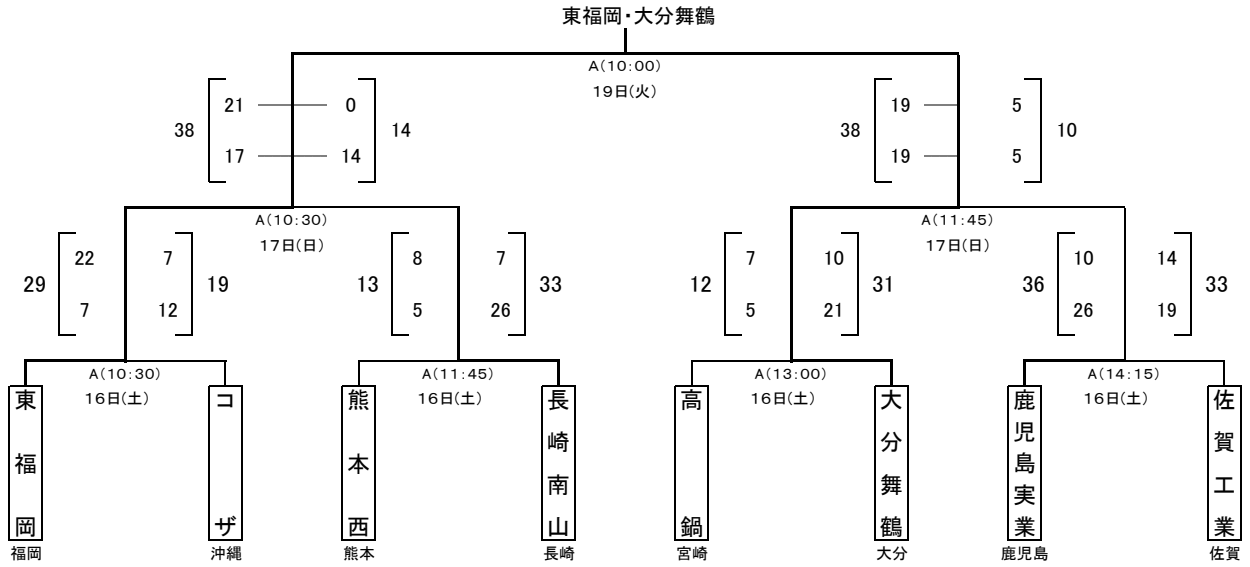 東福岡・大分舞鶴
A(10:00)
19日(火)
21 0 19 5
38 14 38 10
17 14 19 5
A(10:30) A(11:45)
17日(日) 17日(日)
22 7 8 7 7 10 10 14
29 19 13 33 12 31 36 33
7 12 5 26 5 21 26 19
A(10:30) A(11:45) A(13:00) A(14:15)
16日(土) 16日(土) 16日(土) 16日(土)
東福岡
コザ
熊本西
長崎南山
高鍋
大分舞鶴
鹿児島実業
佐賀工業
福岡 沖縄 熊本 長崎 宮崎 大分 鹿児島 佐賀